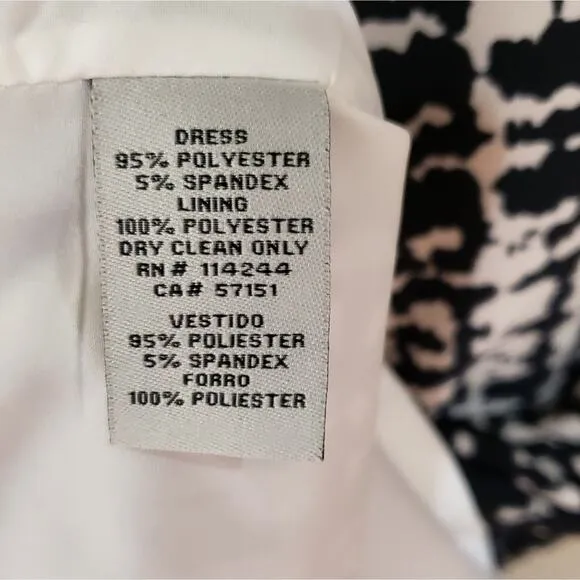 DRESS
95% POLYESTER
5% SPANDEX
LINING
100% POLYESTER
DRY CLEAN ONLY
RN# 114244
CA# 57151
VESTIDO
95% POLIESTER
5% SPANDEX
FORRO
100% POLIESTER